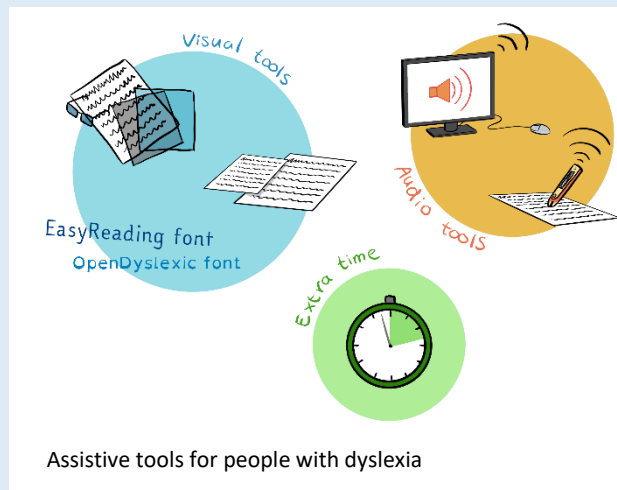 Visual tools
EasyReading font
OpenDyslexic font
Audio tools
Extra time
Assistive tools for people with dyslexia